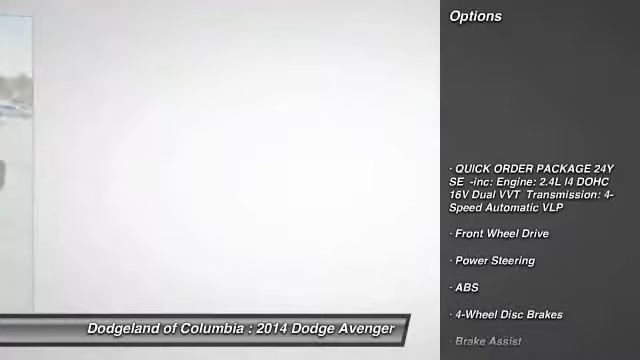 Options
· QUICK ORDER PACKAGE 24Y
SE -inc: Engine: 2.4L I4 DOHC
16V Dual VVT Transmission: 4-
Speed Automatic VLP
· Front Wheel Drive
· Power Steering
· ABS
· 4-Wheel Disc Brakes
· Brake Assist
Dodgeland of Columbia : 2014 Dodge Avenger